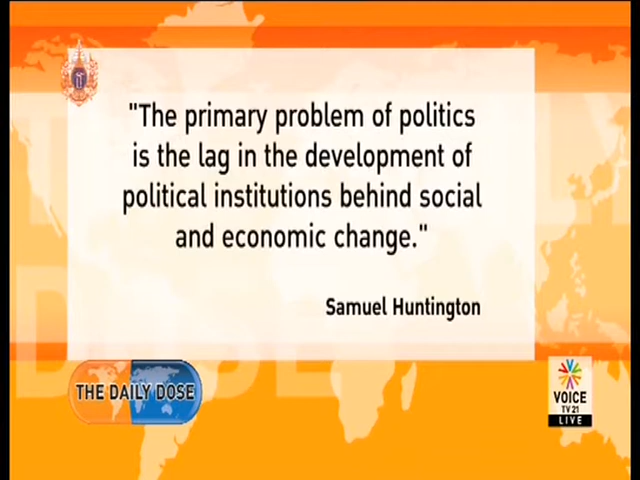 "The primary problem of politics
is the lag in the development of
political institutions behind social
and economic change."
Samuel Huntington
THE DAILY DOSE
VOICE
TV 21
LIVE